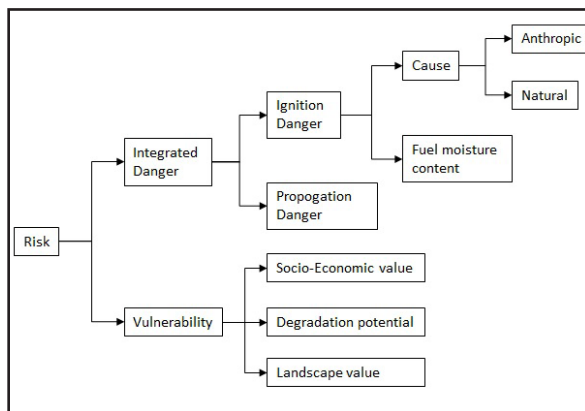 Anthropic
Cause
Natural
Ignition
Danger
Fuel moisture
content
Integrated
Danger
Propogation
Danger
Risk
Socio-Economic value
Vulnerability
Degradation potential
Landscape value